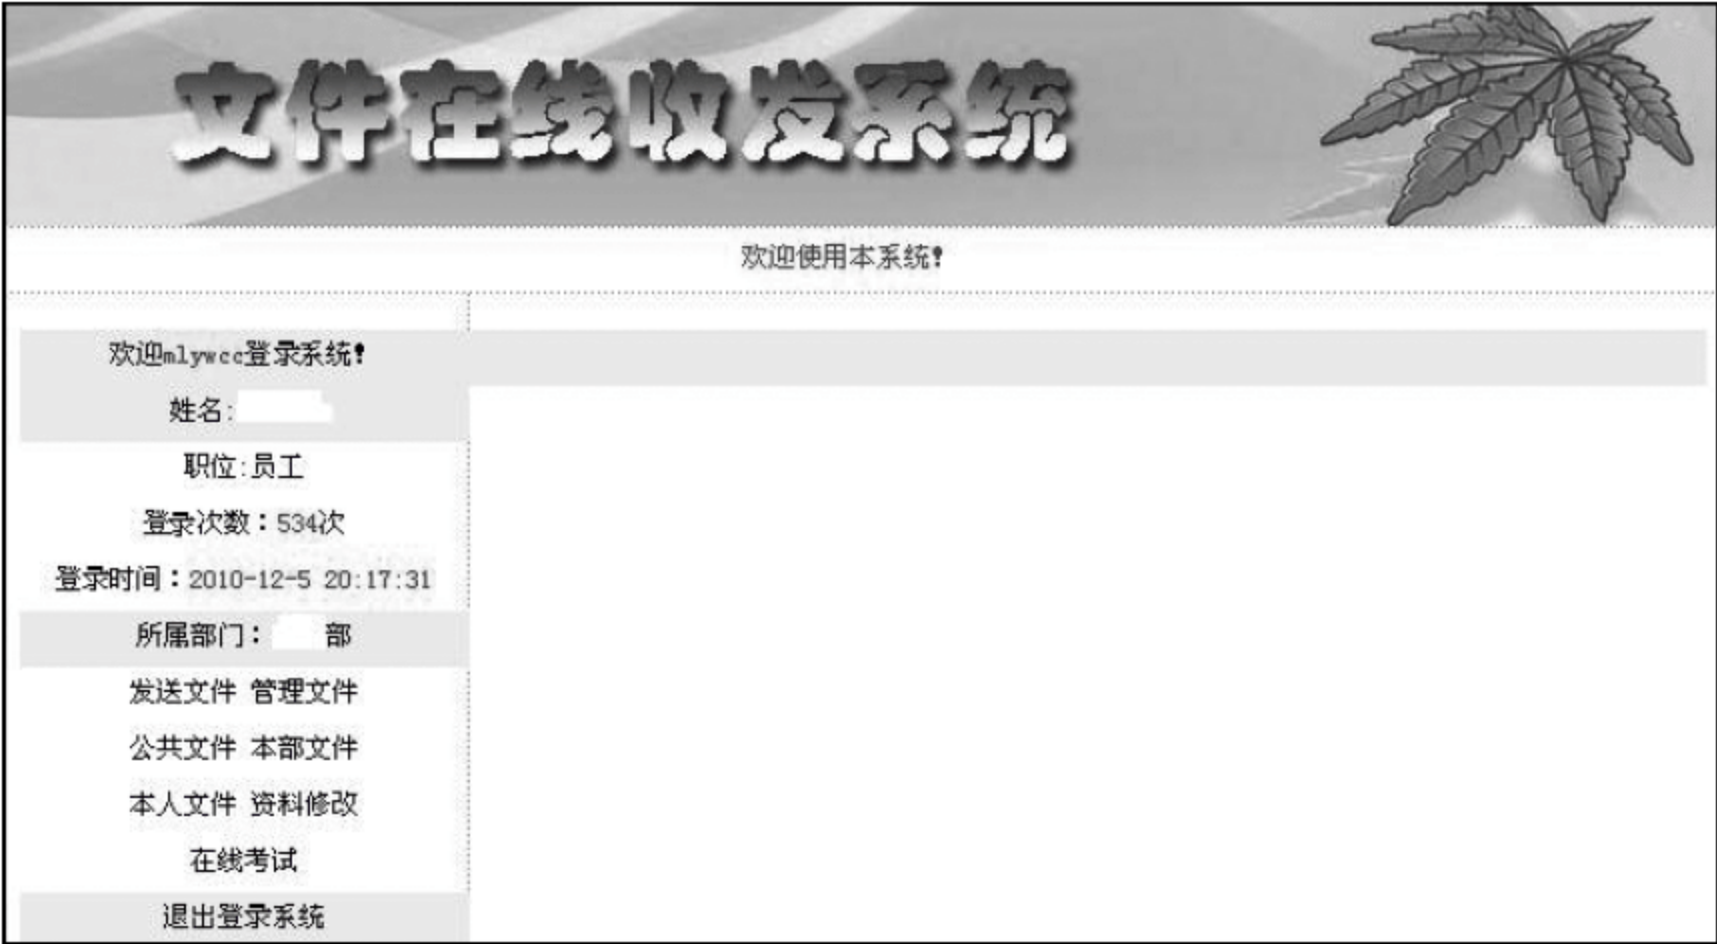 文件在线收发系统
欢迎使用本系统!
欢迎mlywcc登录系统!
姓名:
职位:员工
登录次数：534次
登录时间：2010-12-5 20:17:31
所属部门： 部
发送文件 管理文件
公共文件 本部文件
本人文件 资料修改
在线考试
退出登录系统